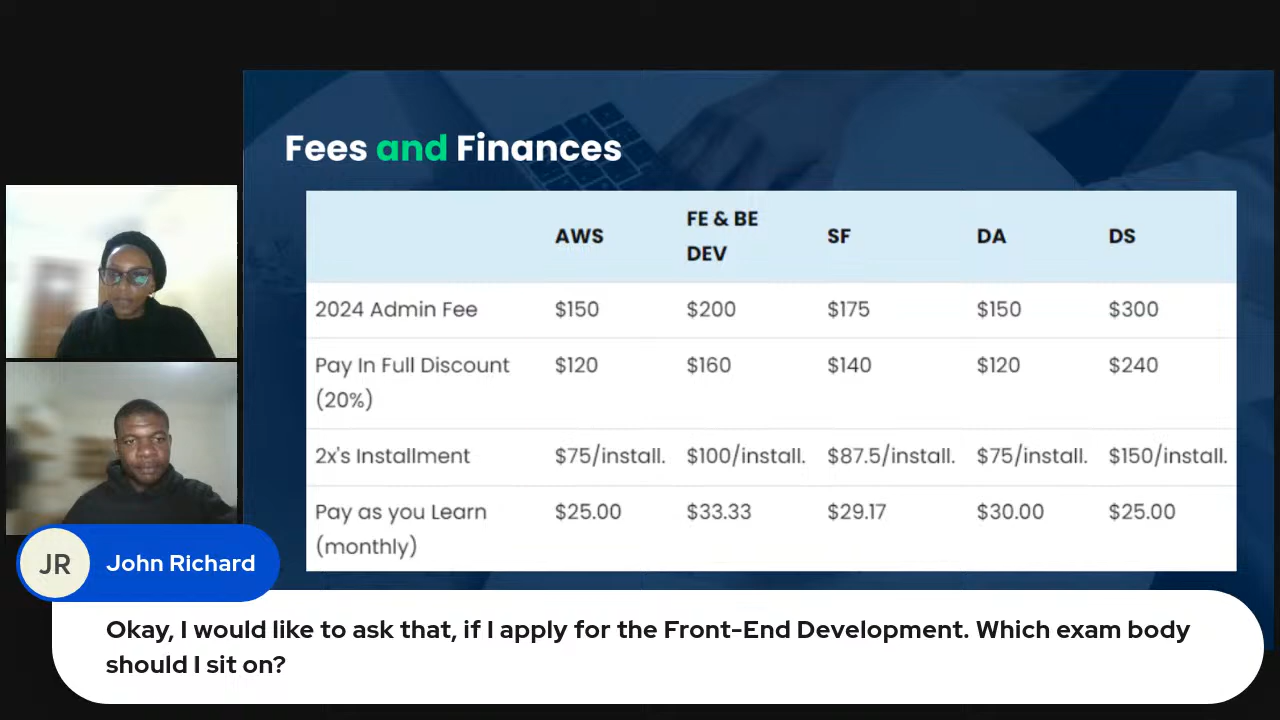 Fees and Finances
AWS
FE & BE
DEV
SF
DA
DS
2024 Admin Fee $150 $200 $175 $150 $300
Pay In Full Discount
(20%) $120 $160 $140 $120 $240
2x's Installment $75/install. $100/install. $87.5/install. $75/install. $150/install.
Pay as you Learn
(monthly) $25.00 $33.33 $29.17 $30.00 $25.00
JR John Richard
Okay, I would like to ask that, if I apply for the Front-End Development. Which exam body
should I sit on?